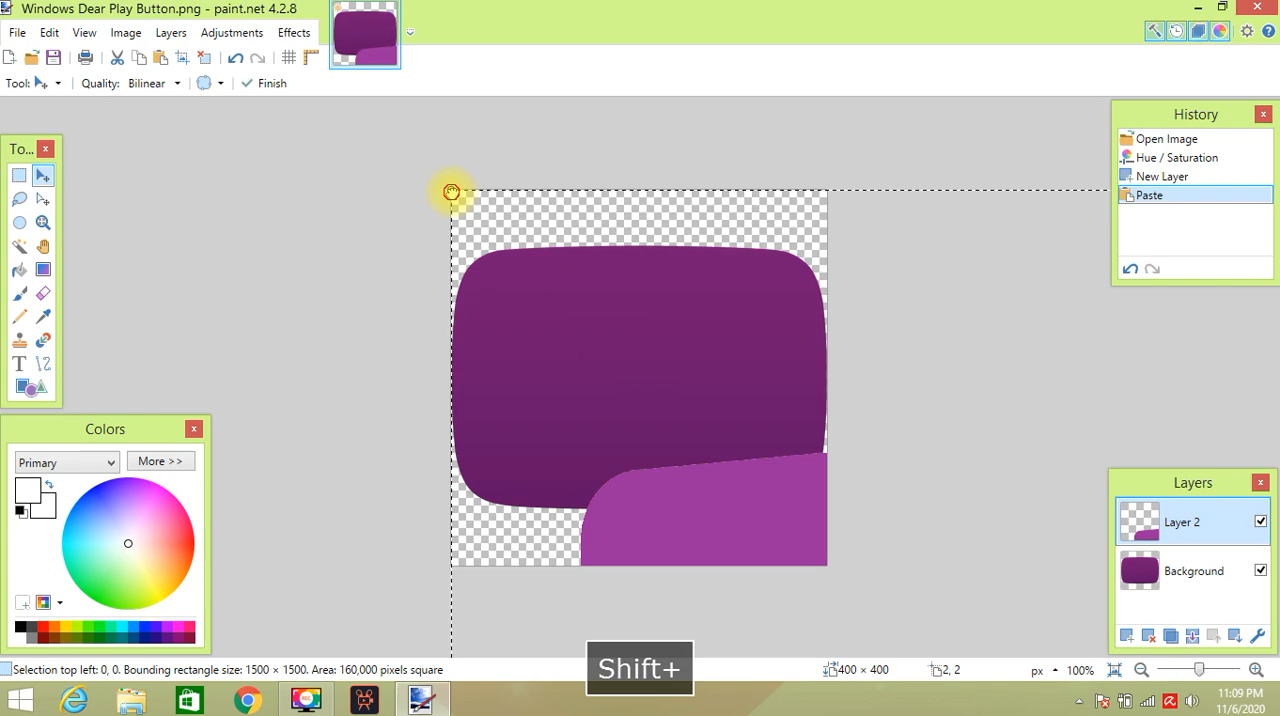 Windows Dear Play Button.png - paint.net 4.2.8
File Edit View Image Layers Adjustments Effects
Tool: Quality: Bilinear Finish
To...
History
Open Image
Hue / Saturation
New Layer
Paste
Colors
Primary More >>
Layers
Layer 2
Background
Shift+
Selection top left: 0, 0. Bounding rectangle size: 1500 × 1500. Area: 160,000 pixels square 400 × 400 2, 2 px 100%
11:09 PM
11/6/2020